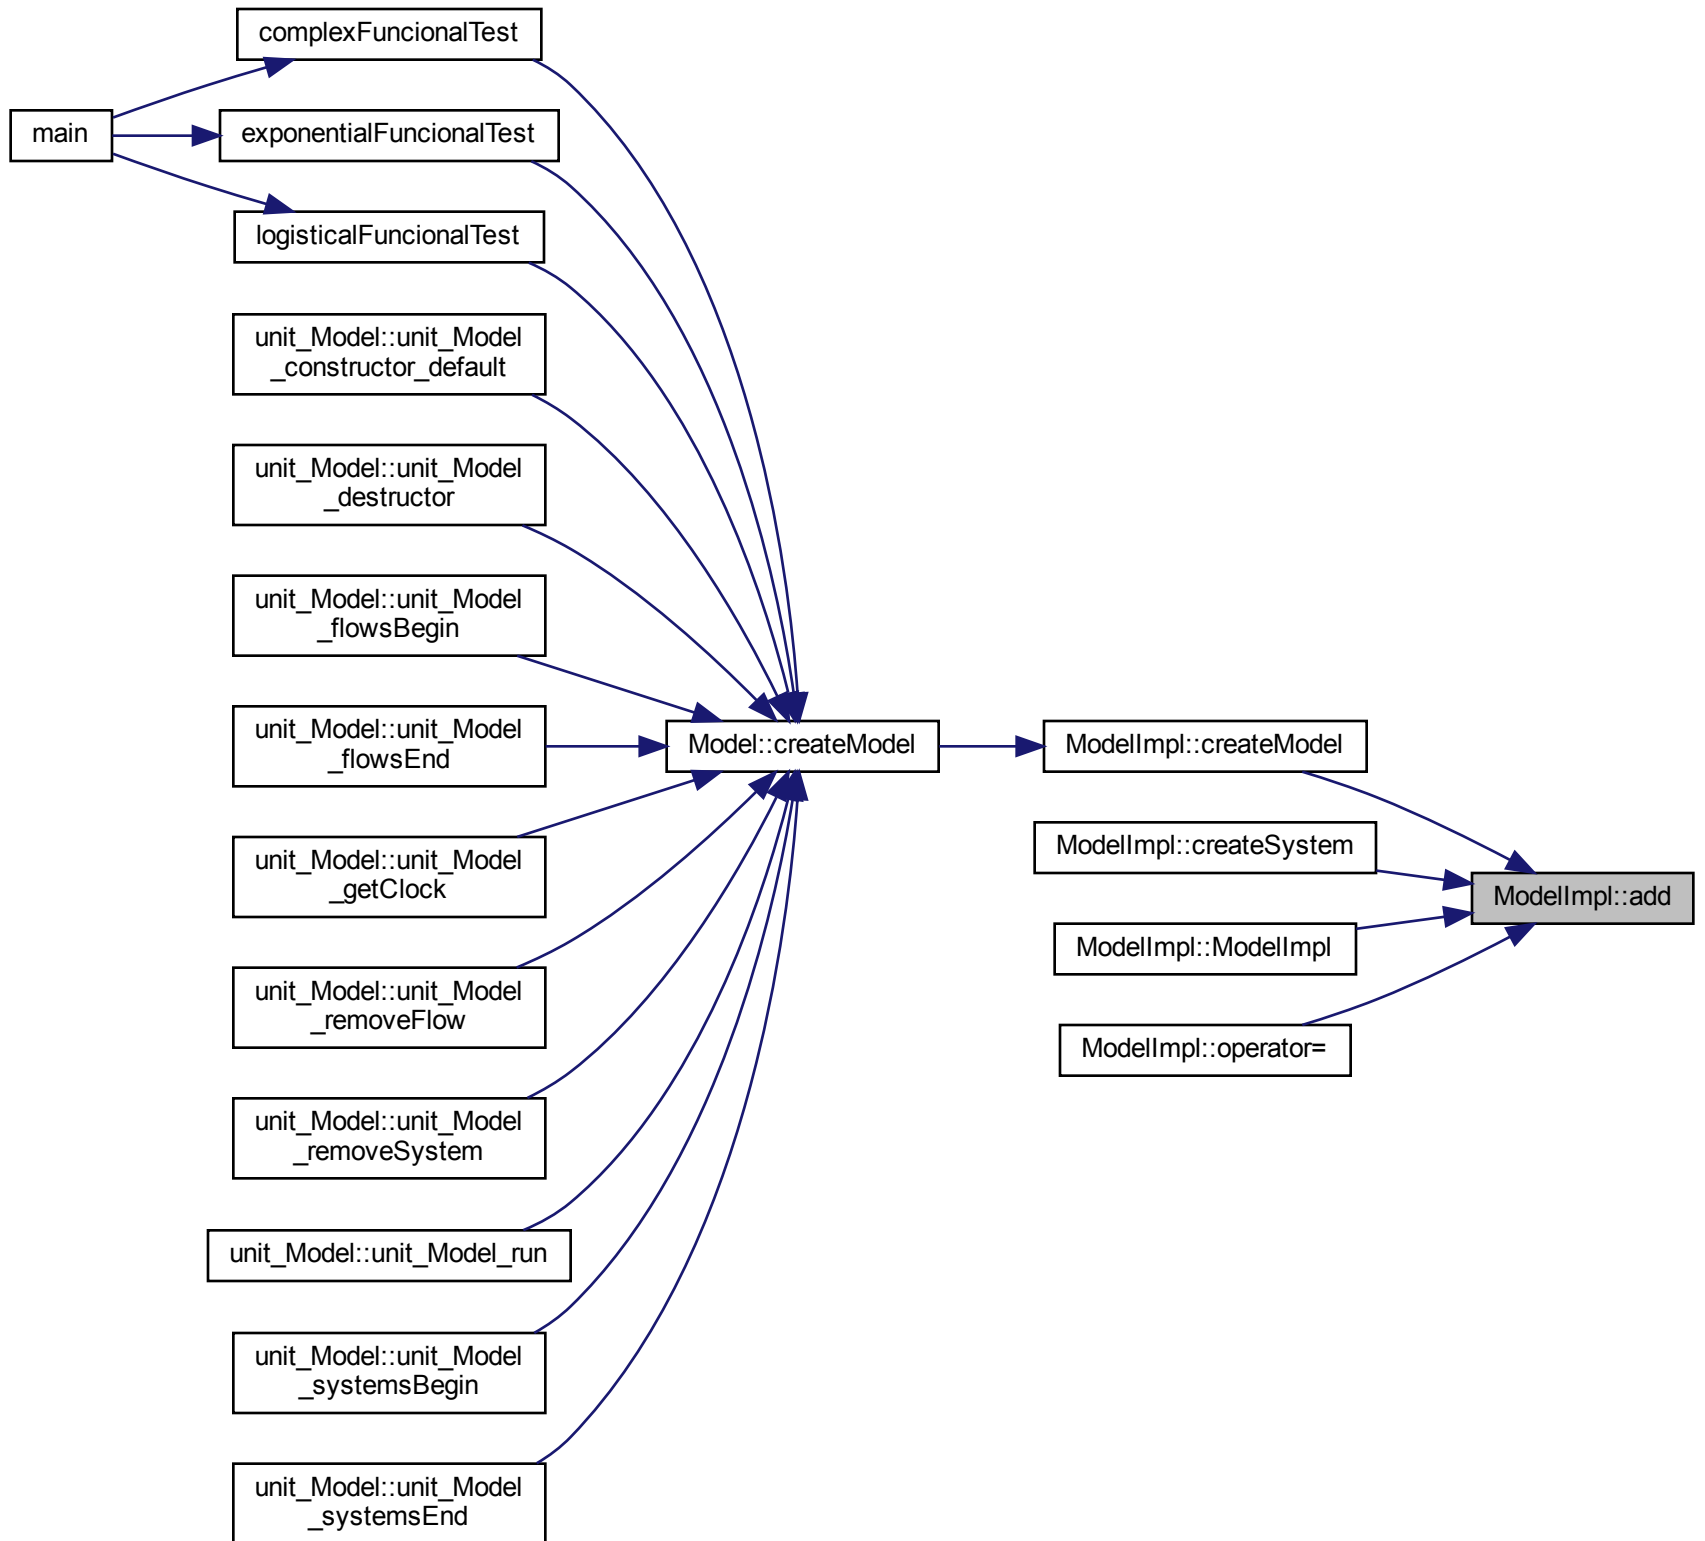 complexFuncionalTest
main
exponentialFuncionalTest
logisticalFuncionalTest
unit_Model::unit_Model
_constructor_default
unit_Model::unit_Model
_destructor
unit_Model::unit_Model
_flowsBegin
unit_Model::unit_Model
_flowsEnd
Model::createModel
ModelImpl::createModel
unit_Model::unit_Model
_getClock
ModelImpl::createSystem
ModelImpl::add
ModelImpl::ModelImpl
unit_Model::unit_Model
_removeFlow
ModelImpl::operator=
unit_Model::unit_Model
_removeSystem
unit_Model::unit_Model_run
unit_Model::unit_Model
_systemsBegin
unit_Model::unit_Model
_systemsEnd